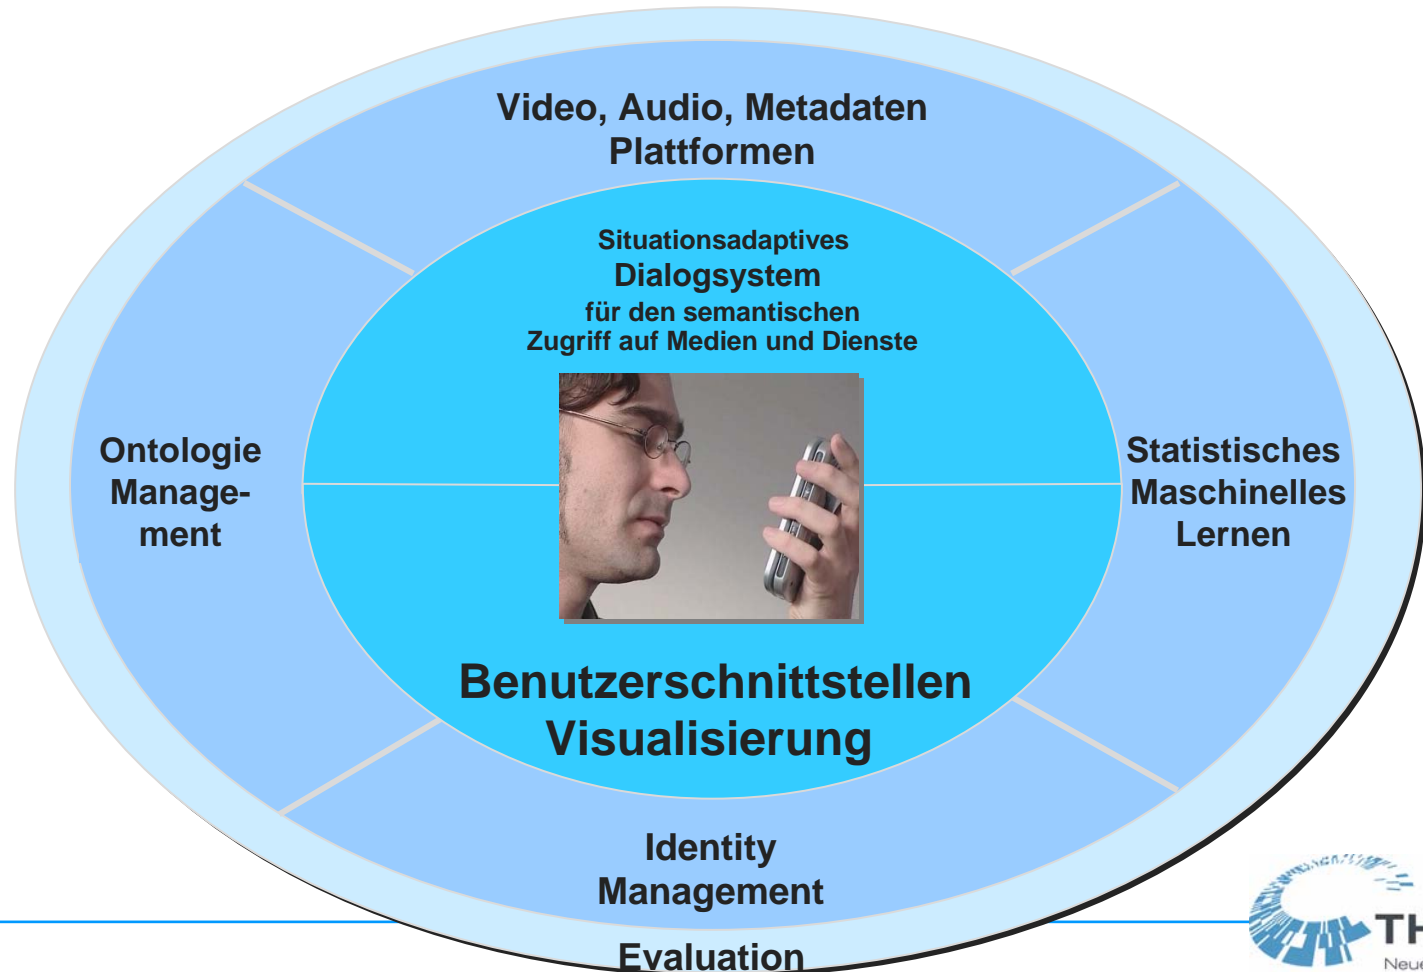 Video, Audio, Metadaten
Plattformen
Situationsadaptives
Dialogsystem
für den semantischen
Zugriff auf Medien und Dienste
Ontologie
Manage-
ment
Statistisches
Maschinelles
Lernen
Benutzerschnittstellen
Visualisierung
Identity
Management
Evaluation
TH
Neue